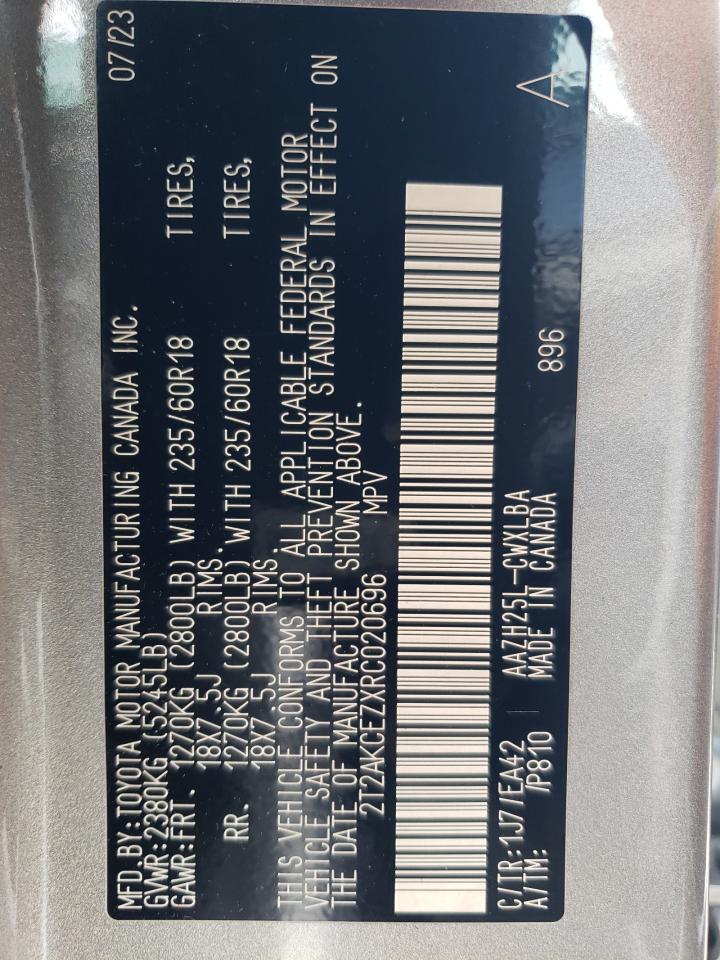 MFD.BY:TOYOTA MOTOR MANUFACTURING CANADA INC. 07/23
GVWR:2380KG (5245LB)
GAWR:FRT. 1270KG (2800LB) WITH 235/60R18 TIRES,
18X7.5J RIMS.
RR. 1270KG (2800LB) WITH 235/60R18 TIRES,
18X7.5J RIMS.
THIS VEHICLE CONFORMS TO ALL APPLICABLE FEDERAL MOTOR
VEHICLE SAFETY AND THEFT PREVENTION STANDARDS IN EFFECT ON
THE DATE OF MANUFACTURE SHOWN ABOVE.
2T2AKCEZXRC020696 MPV
C/TR:1J7/EA42 AAZH25L-CWXLBA
A/TM: /P810 MADE IN CANADA 896 A